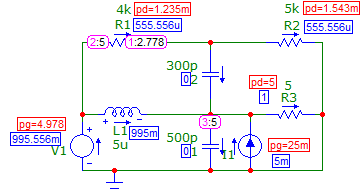 4k
pd=1.235m
R1
555.556u
2:5
1:2.778
5k
pd=1.543m
R2
555.556u
300p
0
2
pd=5
5
1
R3
3:5
L1
995m
5u
500p
0
1
pg=4.978
995.556m
V1
pg=25m
5m